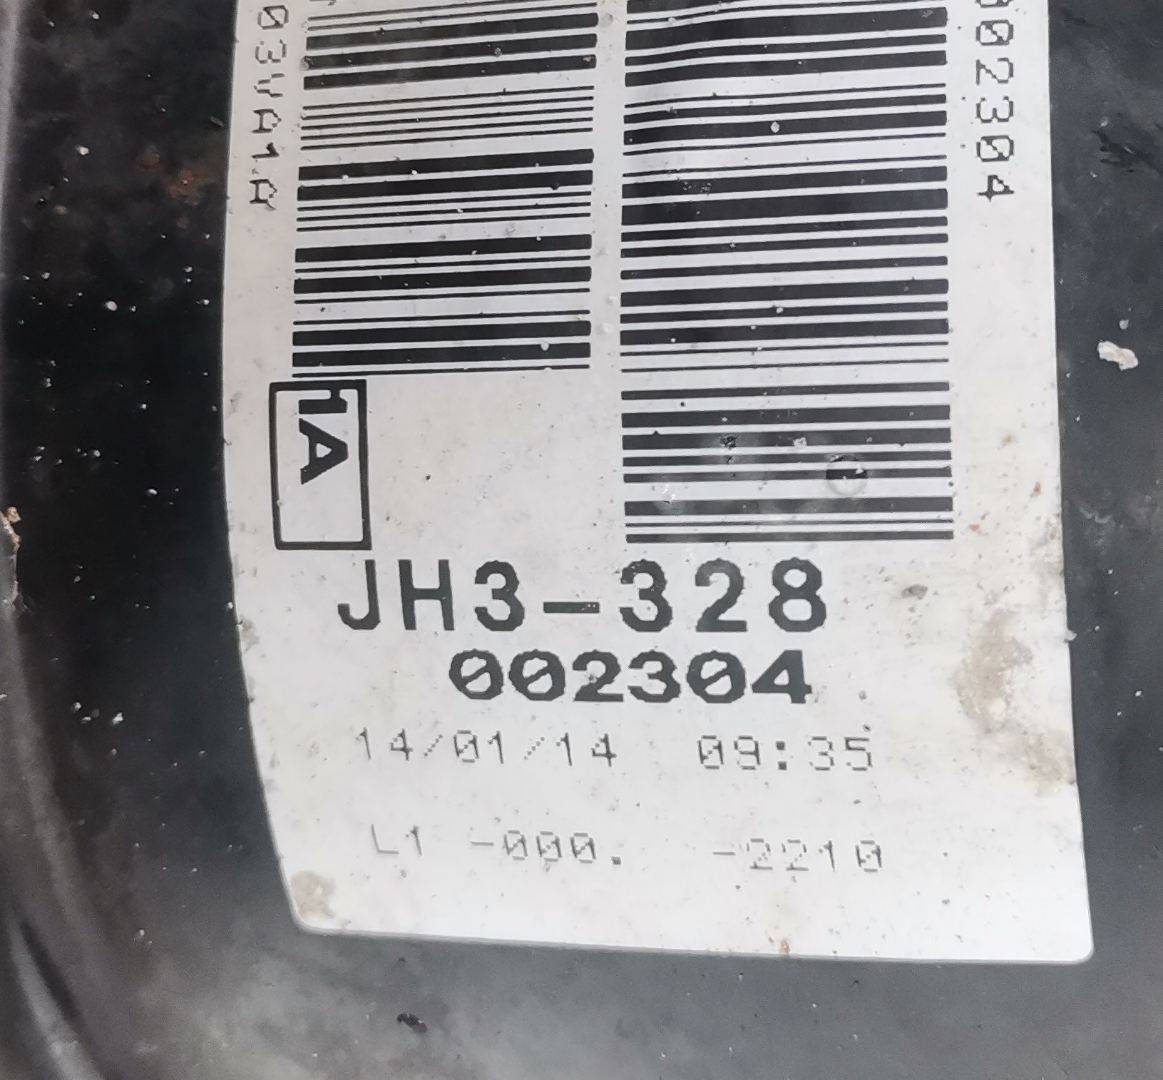 03VA1A
002304
1A
JH3-328
002304
14/01/14 09:35
L1 -000. -2210